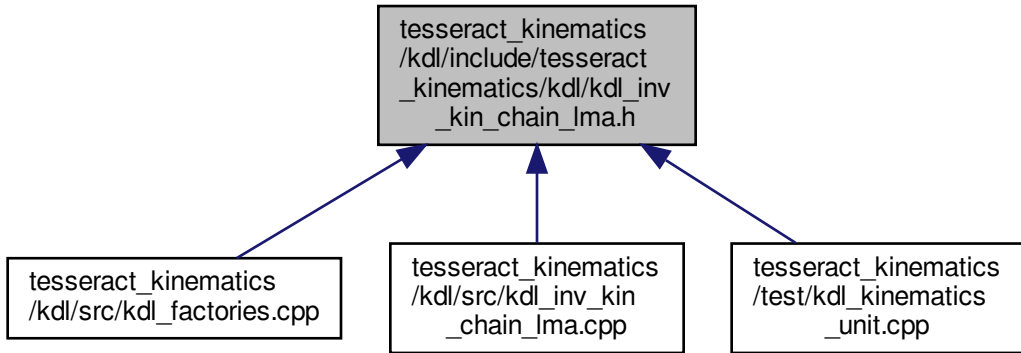 tesseract_kinematics
/kdl/include/tesseract
_kinematics/kdl/kdl_inv
_kin_chain_lma.h
tesseract_kinematics
/kdl/src/kdl_factories.cpp
tesseract_kinematics
/kdl/src/kdl_inv_kin
_chain_lma.cpp
tesseract_kinematics
/test/kdl_kinematics
_unit.cpp